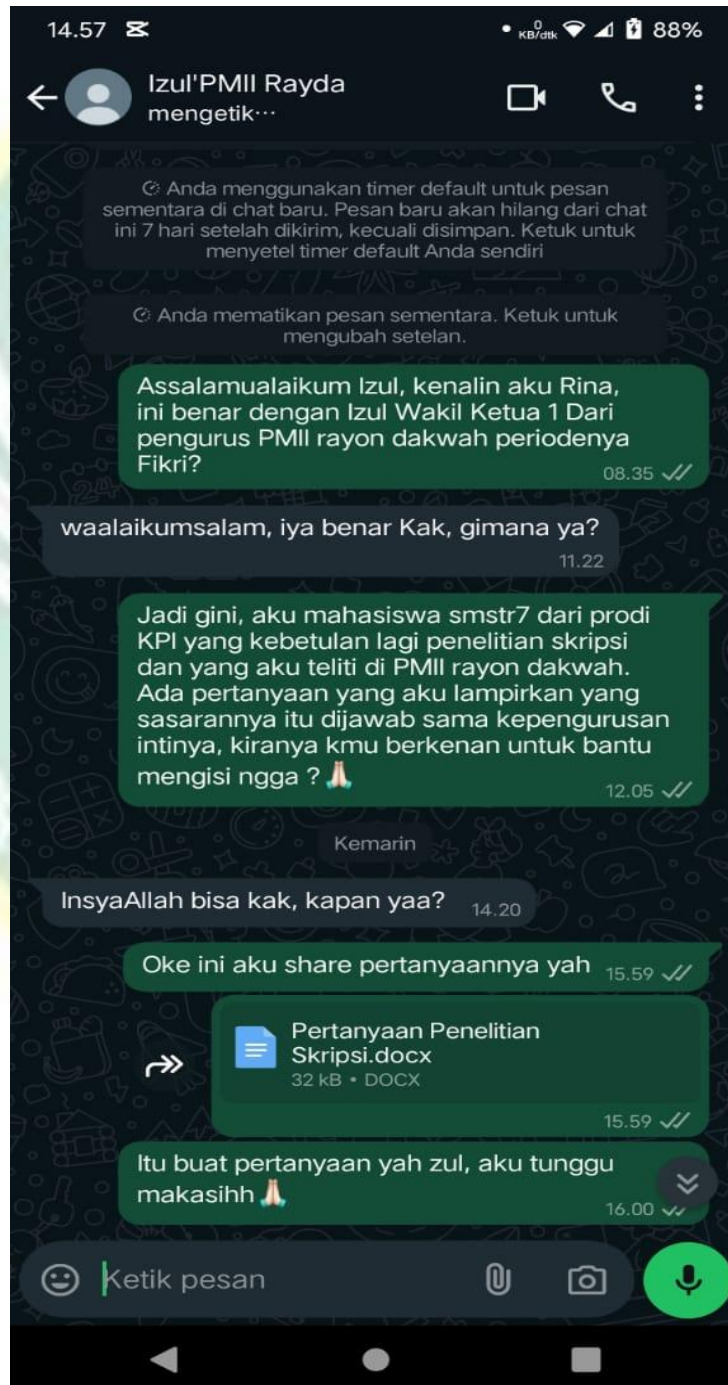 14.57
0 KB/dtk 88%
Izul'PMII Rayda
mengetik...
Anda menggunakan timer default untuk pesan
sementara di chat baru. Pesan baru akan hilang dari chat
ini 7 hari setelah dikirim, kecuali disimpan. Ketuk untuk
menyetel timer default Anda sendiri
Anda mematikan pesan sementara. Ketuk untuk
mengubah setelan.
Assalamualaikum Izul, kenalin aku Rina,
ini benar dengan Izul Wakil Ketua 1 Dari
pengurus PMII rayon dakwah periodenya
Fikri?
08.35
waalaikumsalam, iya benar Kak, gimana ya?
11.22
Jadi gini, aku mahasiswa smstr7 dari prodi
KPI yang kebetulan lagi penelitian skripsi
dan yang aku teliti di PMII rayon dakwah.
Ada pertanyaan yang aku lampirkan yang
sasarannya itu dijawab sama kepengurusan
intinya, kiranya kmu berkenan untuk bantu
mengisi ngga ? 🙏🏻
12.05
Kemarin
InsyaAllah bisa kak, kapan yaa? 14.20
Oke ini aku share pertanyaannya yah 15.59
Pertanyaan Penelitian
Skripsi.docx
32 kB • DOCX
15.59
Itu buat pertanyaan yah zul, aku tunggu
makasihh 🙏🏻
16.00
Ketik pesan